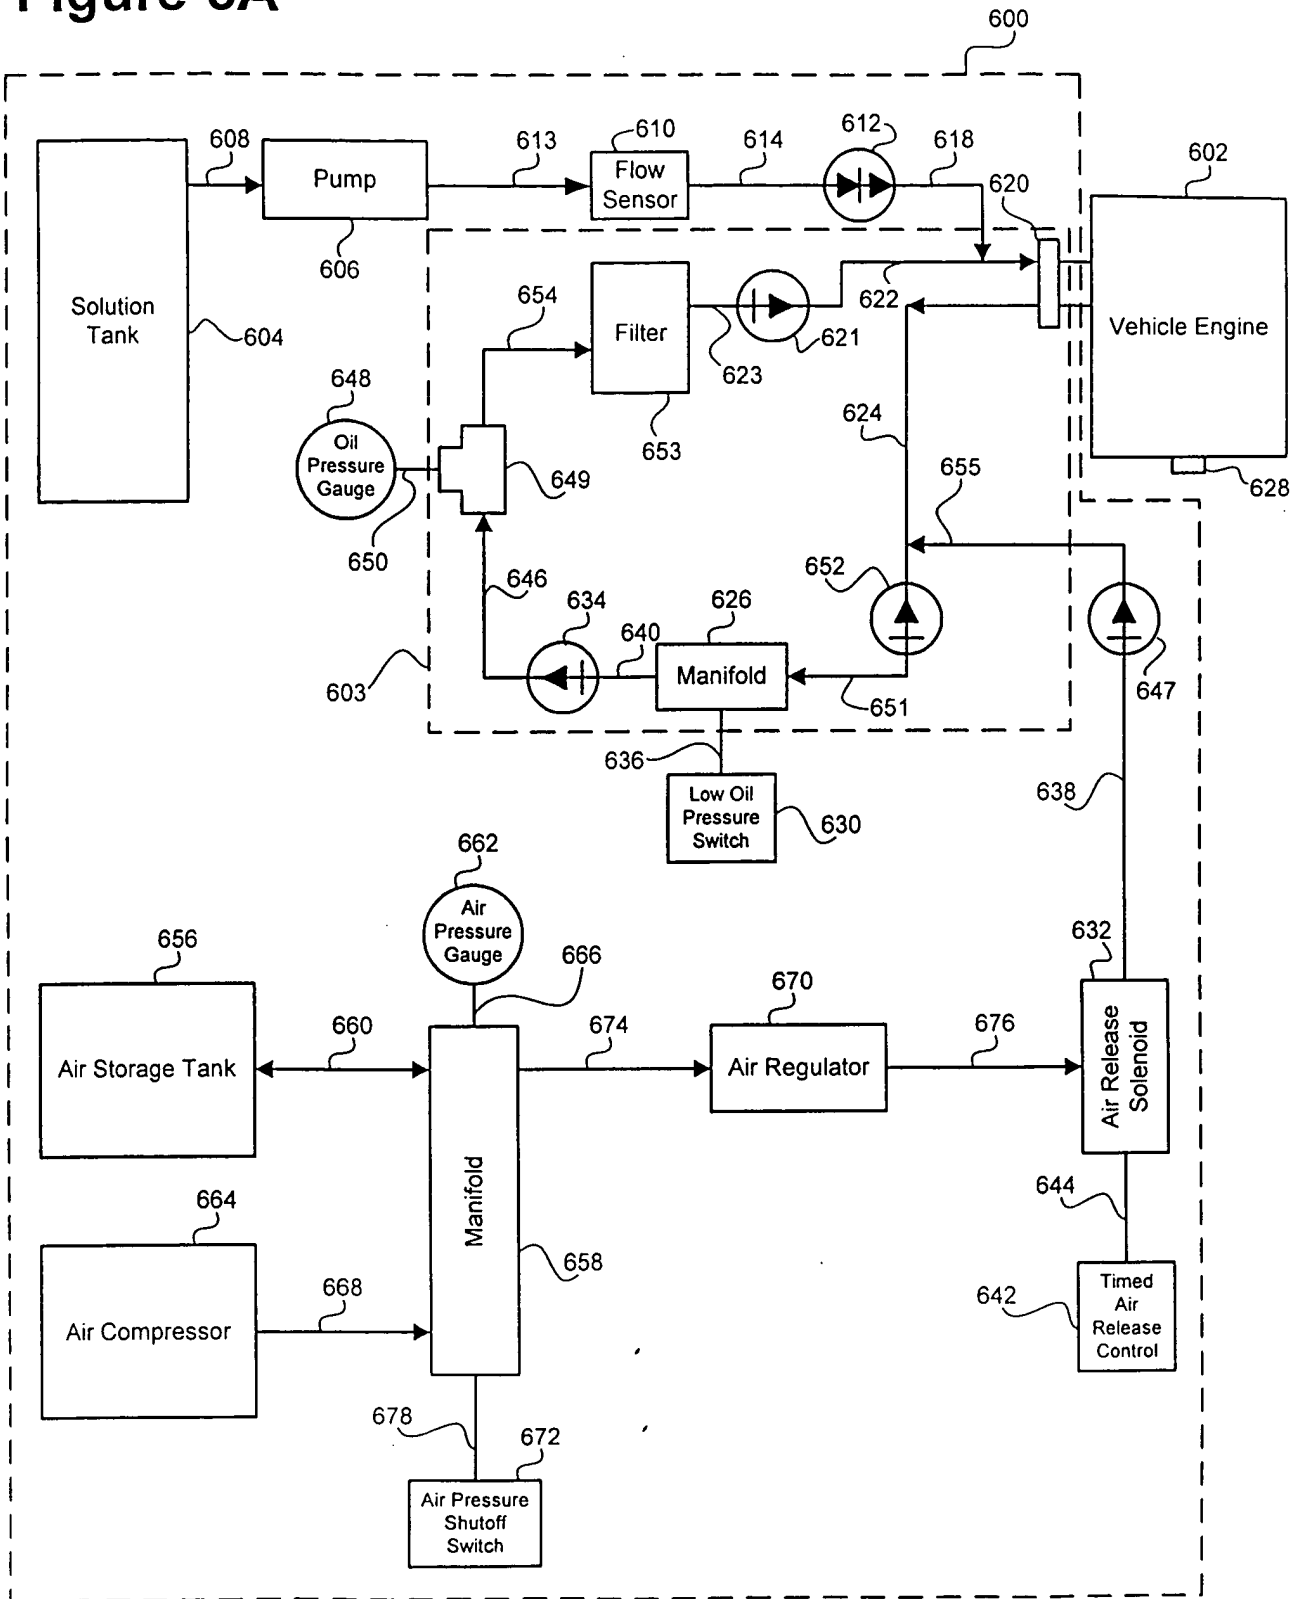 Figure 6A
600
608
613
610
614
612
618
602
620
Pump
Flow
Sensor
606
Solution
Tank
604
654
Filter
622
Vehicle Engine
621
623
648
Oil
Pressure
Gauge
624
653
649
655
628
650
646
652
634
640
626
Manifold
603
651
647
636
Low Oil
Pressure
Switch
630
638
662
Air
Pressure
Gauge
656
666
632
670
660
674
676
Air Storage Tank
Air Regulator
Air Release
Solenoid
Manifold
664
644
658
668
642
Timed
Air
Release
Control
Air Compressor
678
672
Air Pressure
Shutoff
Switch